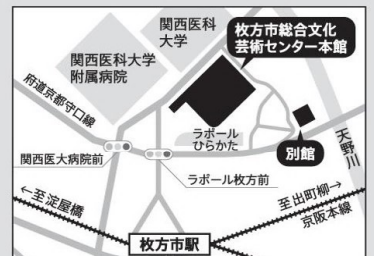 関西医科
大学
枚方市総合文化
芸術センター本館
関西医科大学
附属病院
府道京都守口線
ラポール
ひらかた
別館
天野川
関西医大病院前
ラポール枚方前
←至淀屋橋
至出町柳→
京阪本線
枚方市駅